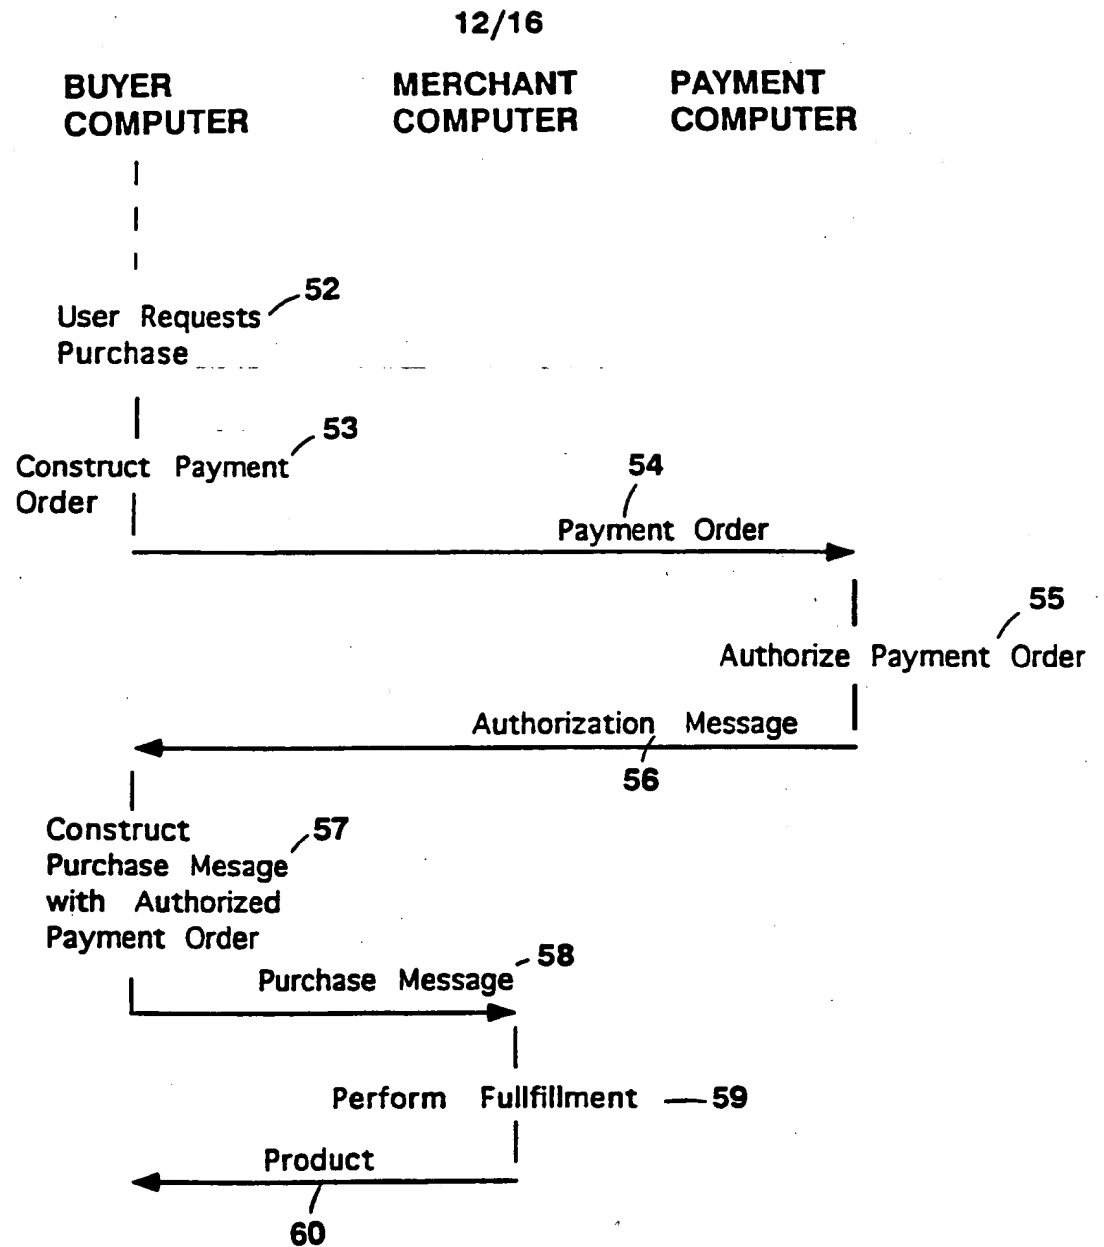 12/16
BUYER
COMPUTER
MERCHANT
COMPUTER
PAYMENT
COMPUTER
52
User Requests
Purchase
53
Construct Payment
Order
54
Payment Order
55
Authorize Payment Order
Authorization Message
56
Construct
57
Purchase Mesage
with Authorized
Payment Order
58
Purchase Message
Perform Fullfillment
59
Product
60